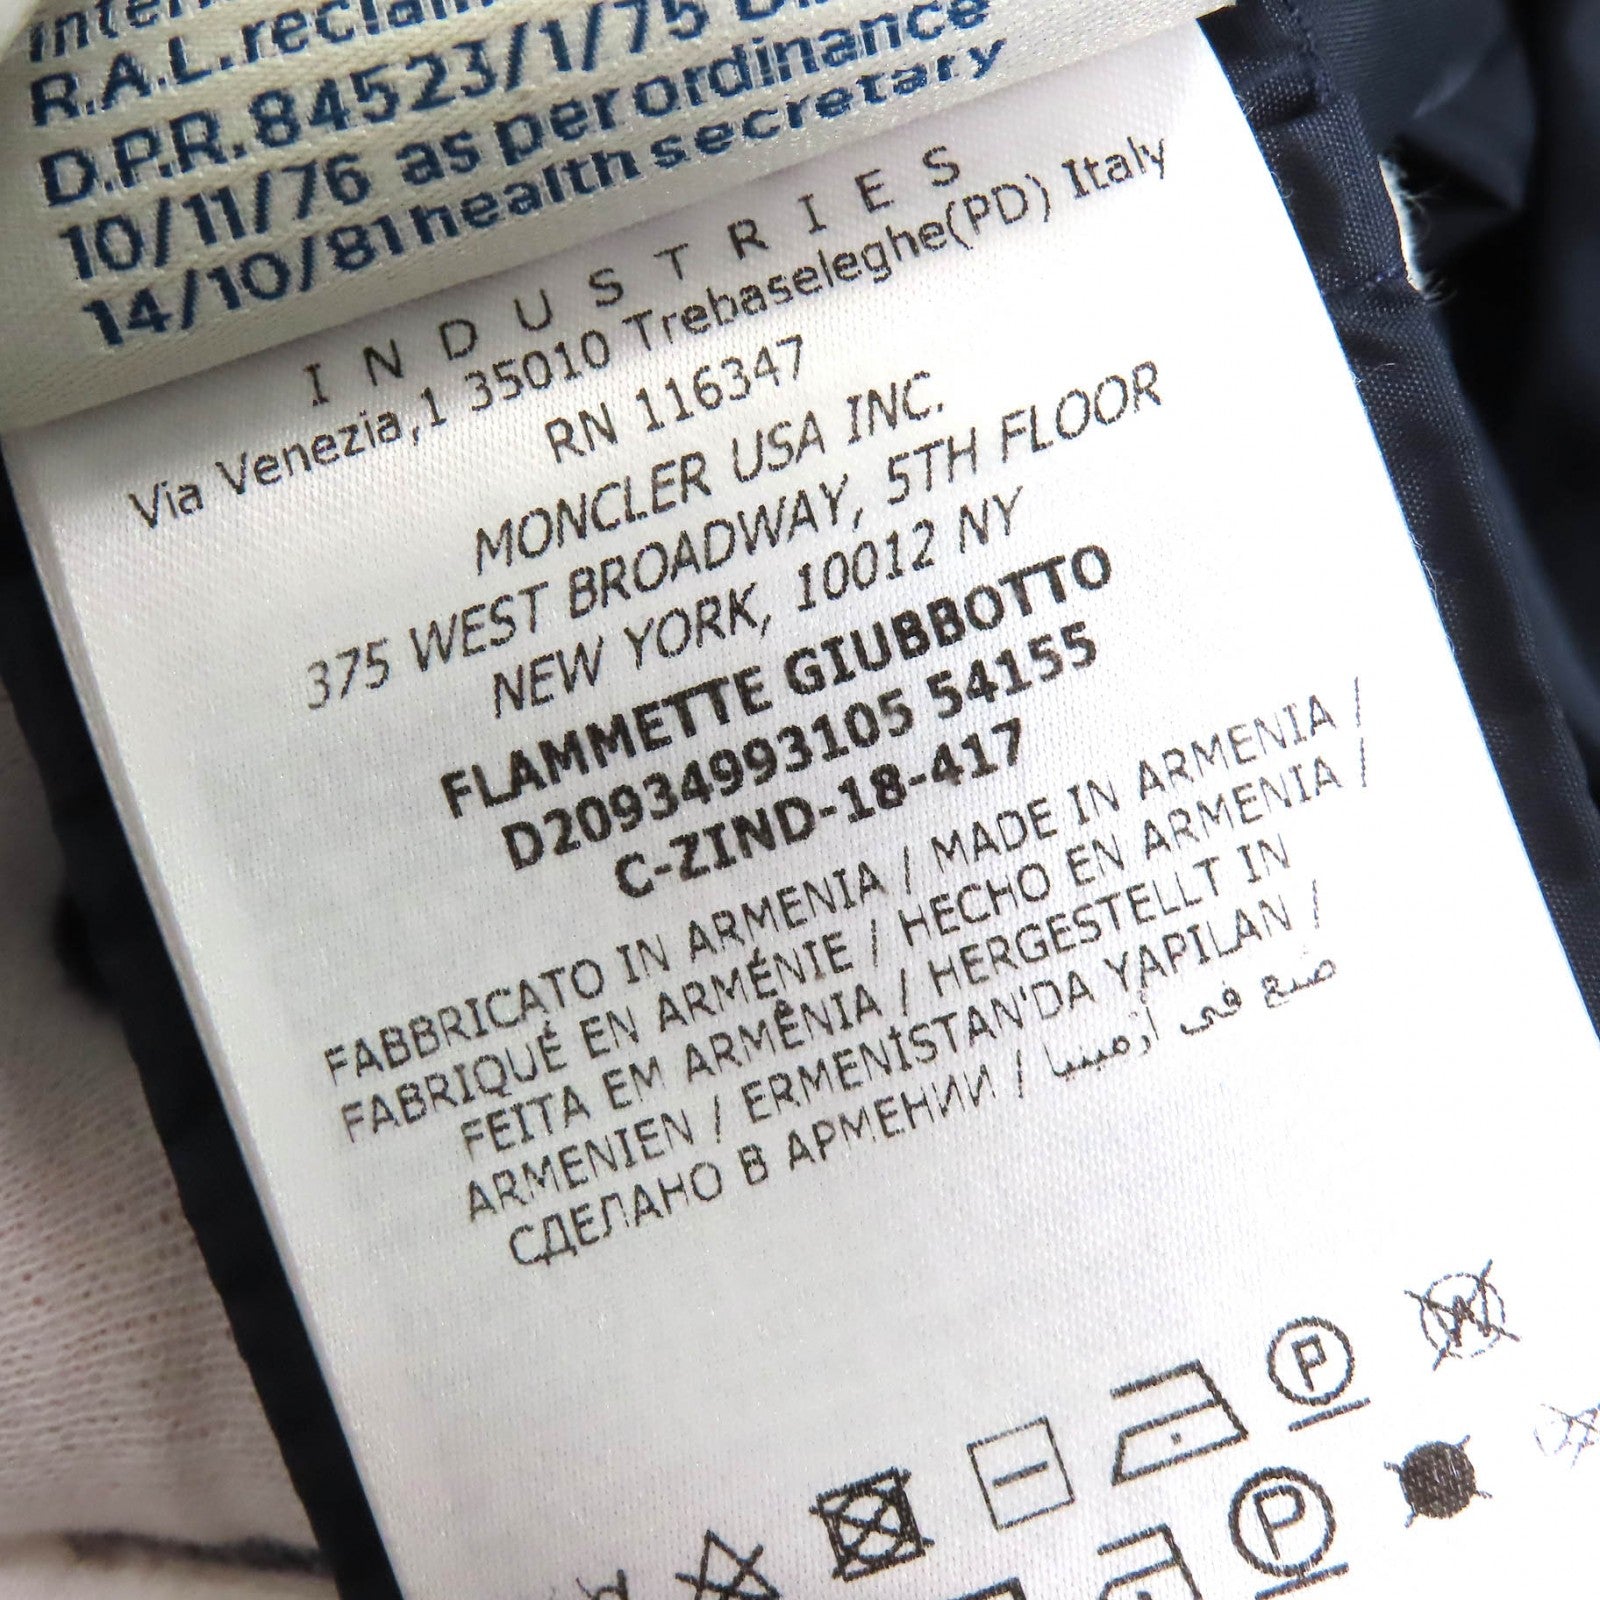 R.A.L. reclam
D.P.R. 84523/1/75
10/11/76 as per ordinance
14/10/81 health secretary
INDUSTRIES
Via Venezia,1 35010 Trebaseleghe(PD) Italy
RN 116347
MONCLER USA INC.
375 WEST BROADWAY, 5TH FLOOR
NEW YORK, 10012 NY
FLAMMETTE GIUBBOTTO
D20934993105 54155
C-ZIND-18-417
FABBRICATO IN ARMENIA / MADE IN ARMENIA /
FABRIQUÉ EN ARMÉNIE / HECHO EN ARMENIA /
FEITA EM ARMÊNIA / HERGESTELLT IN
ARMENIEN / ERMENİSTAN'DA YAPILAN /
СДЕЛАНО В АРМЕНИИ / صنع في أرمينيا
P
A
P